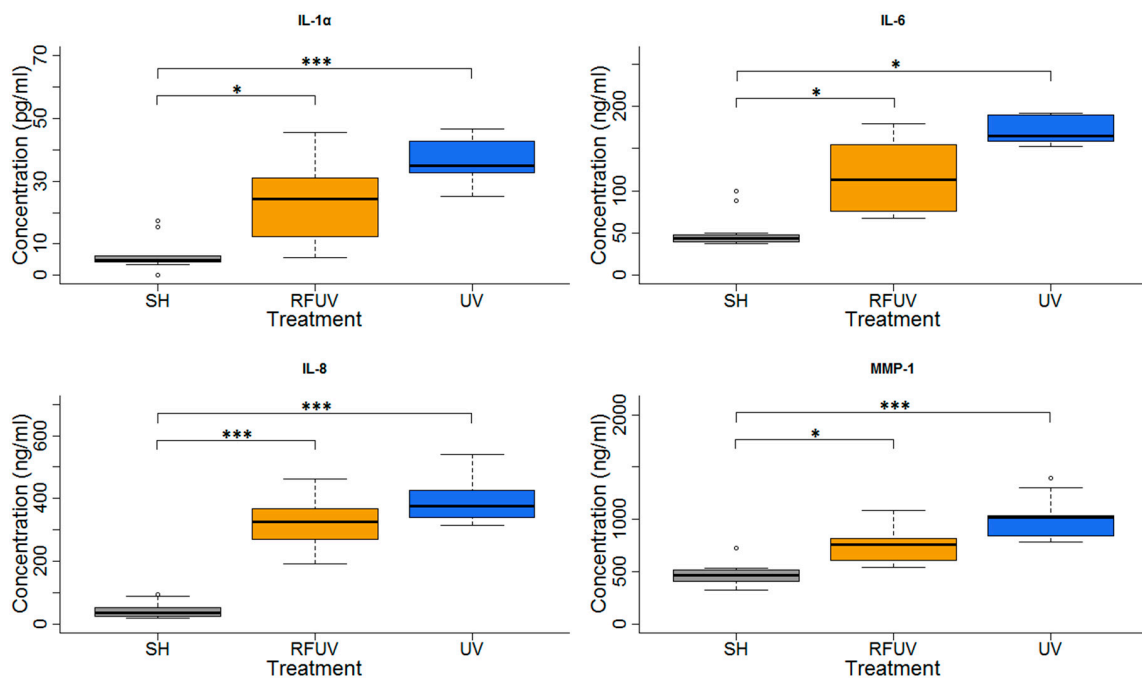 IL-1α
Concentration (pg/ml)
70
50
30
10
0
***
*
SH RFUV UV
Treatment
IL-6
Concentration (ng/ml)
200
100
50
0
*
*
SH RFUV UV
Treatment
IL-8
Concentration (ng/ml)
600
400
200
0
***
***
SH RFUV UV
Treatment
MMP-1
Concentration (ng/ml)
2000
1000
500
0
***
*
SH RFUV UV
Treatment